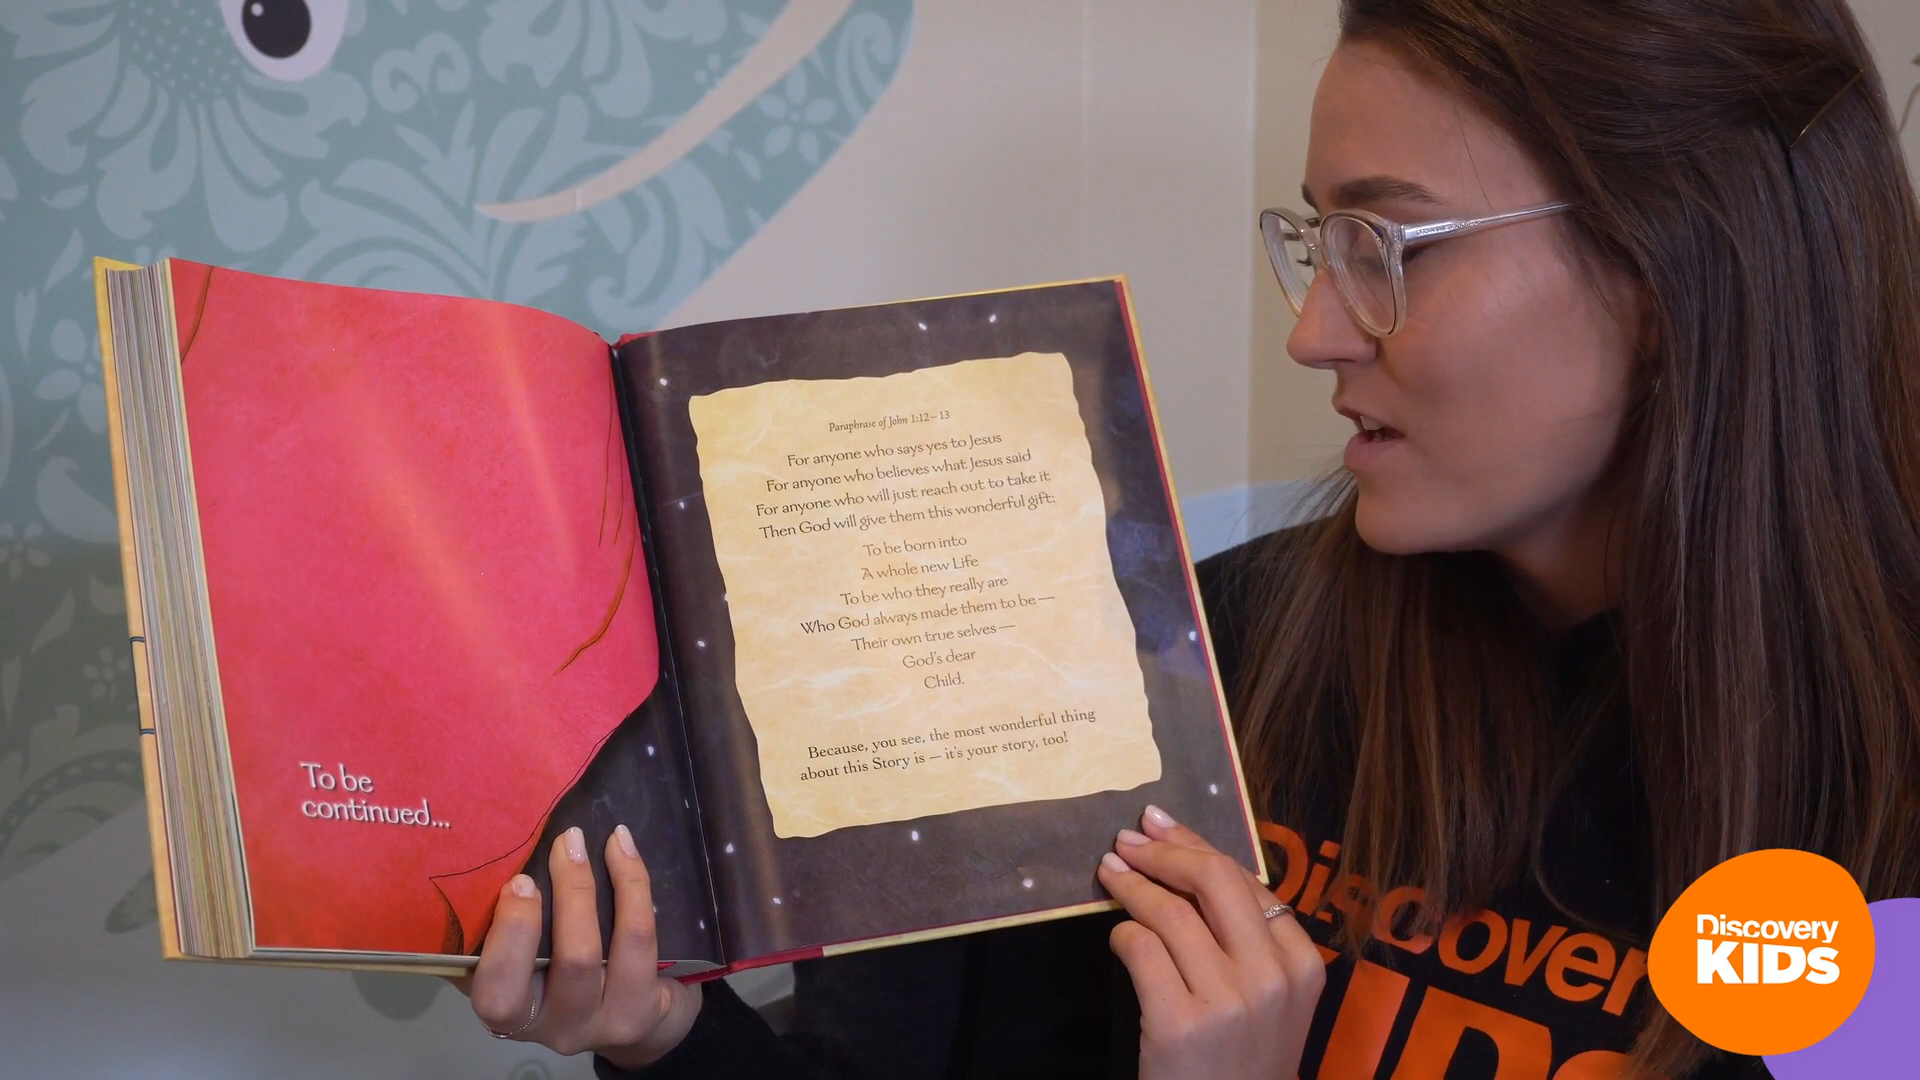 To be
continued...
Paraphrase of John 1:12–13
For anyone who says yes to Jesus
For anyone who believes what Jesus said
For anyone who will just reach out to take it
Then God will give them this wonderful gift:
To be born into
A whole new Life
To be who they really are
Who God always made them to be—
Their own true selves—
God's dear
Child.
Because, you see, the most wonderful thing
about this Story is—it's your story, too!
Discover
Discovery
KIDS